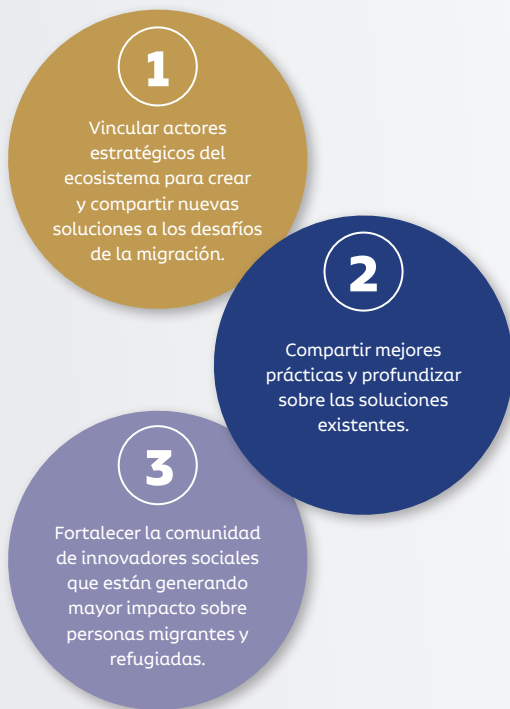 1
Vincular actores
estratégicos del
ecosistema para crear
y compartir nuevas
soluciones a los desafíos
de la migración.
2
Compartir mejores
prácticas y profundizar
sobre las soluciones
existentes.
3
Fortalecer la comunidad
de innovadores sociales
que están generando
mayor impacto sobre
personas migrantes y
refugiadas.